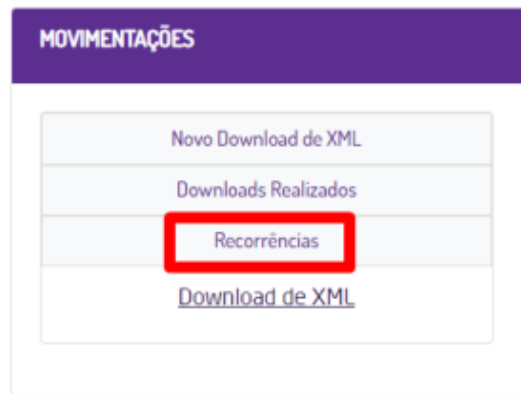 MOVIMENTAÇÕES
Novo Download de XML
Downloads Realizados
Recorrências
Download de XML